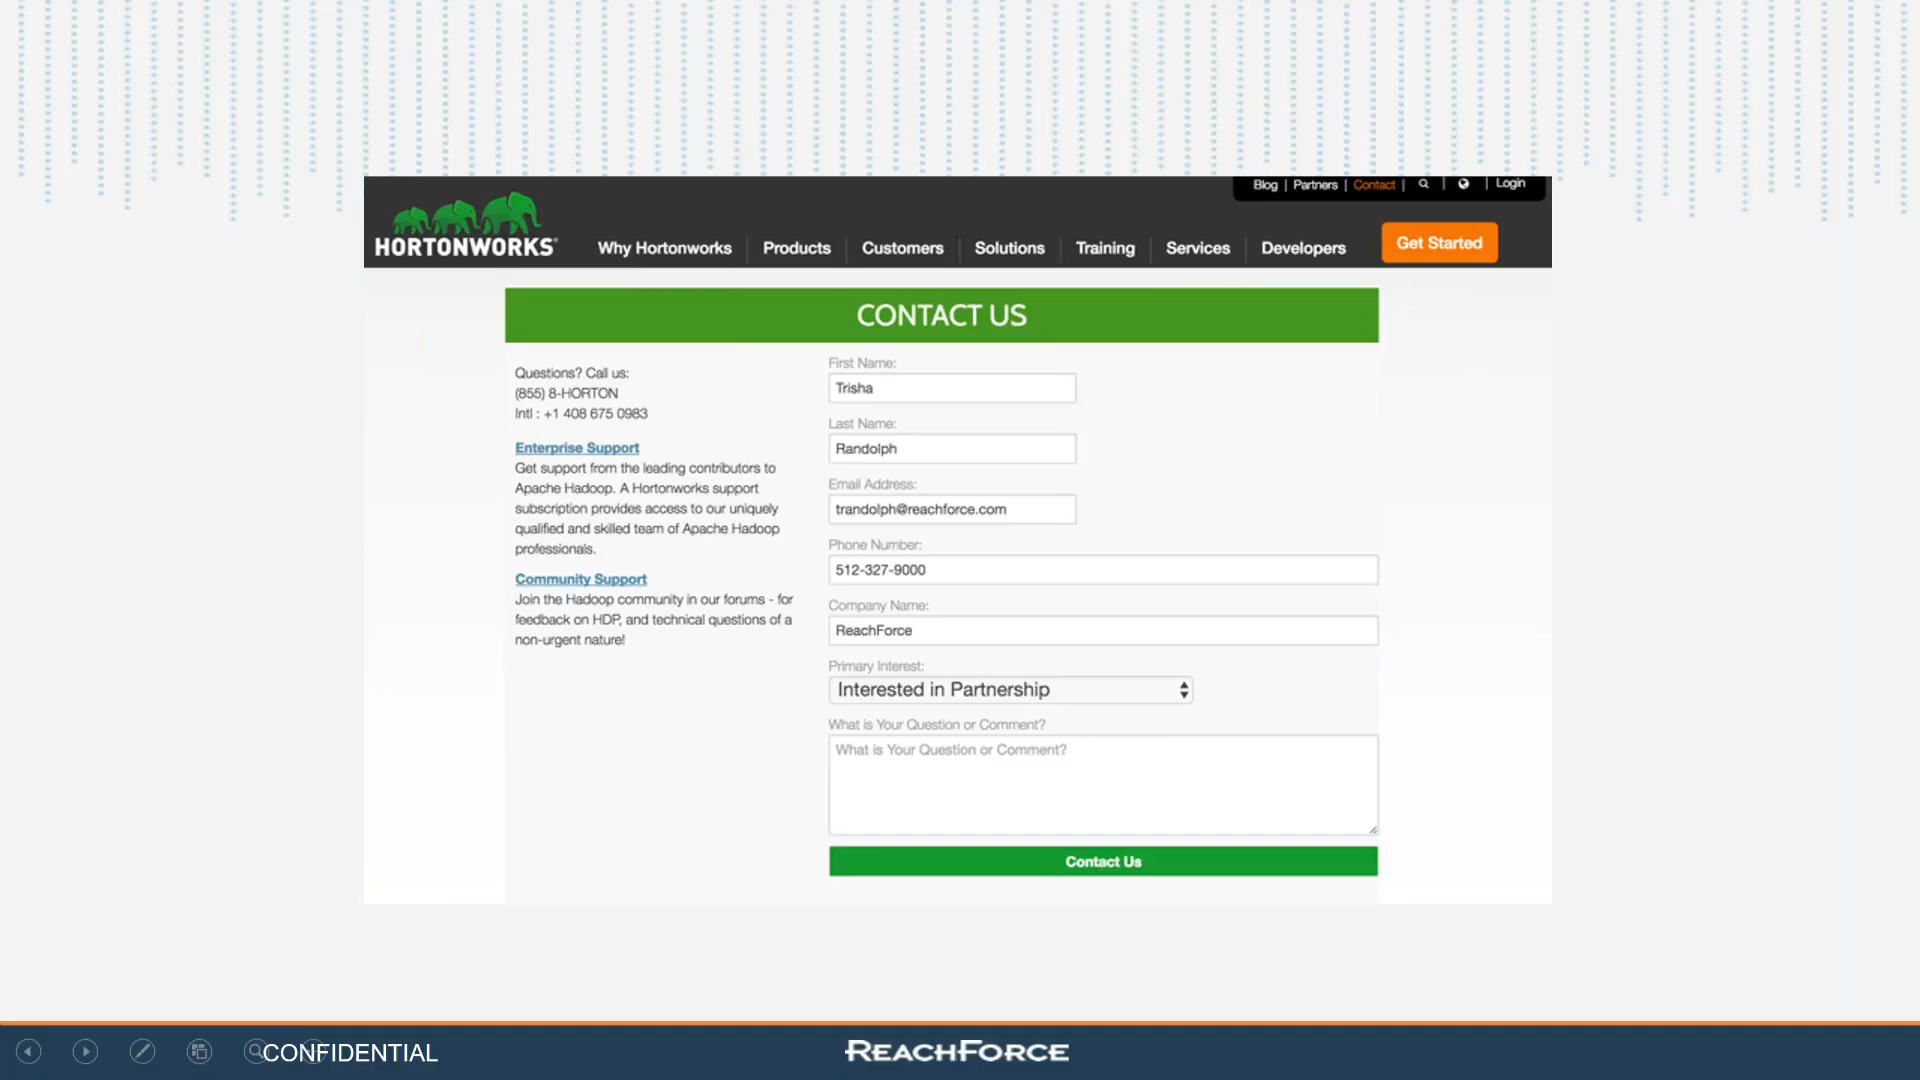 Blog | Partners | Contact | | | Login
HORTONWORKS
Why Hortonworks
Products
Customers
Solutions
Training
Services
Developers
Get Started
CONTACT US
Questions? Call us:
(855) 8-HORTON
Intl : +1 408 675 0983
Enterprise Support
Get support from the leading contributors to
Apache Hadoop. A Hortonworks support
subscription provides access to our uniquely
qualified and skilled team of Apache Hadoop
professionals.
Community Support
Join the Hadoop community in our forums - for
feedback on HDP, and technical questions of a
non-urgent nature!
First Name:
Trisha
Last Name:
Randolph
Email Address:
trandolph@reachforce.com
Phone Number:
512-327-9000
Company Name:
ReachForce
Primary Interest:
Interested in Partnership
What is Your Question or Comment?
What is Your Question or Comment?
Contact Us
CONFIDENTIAL
REACHFORCE